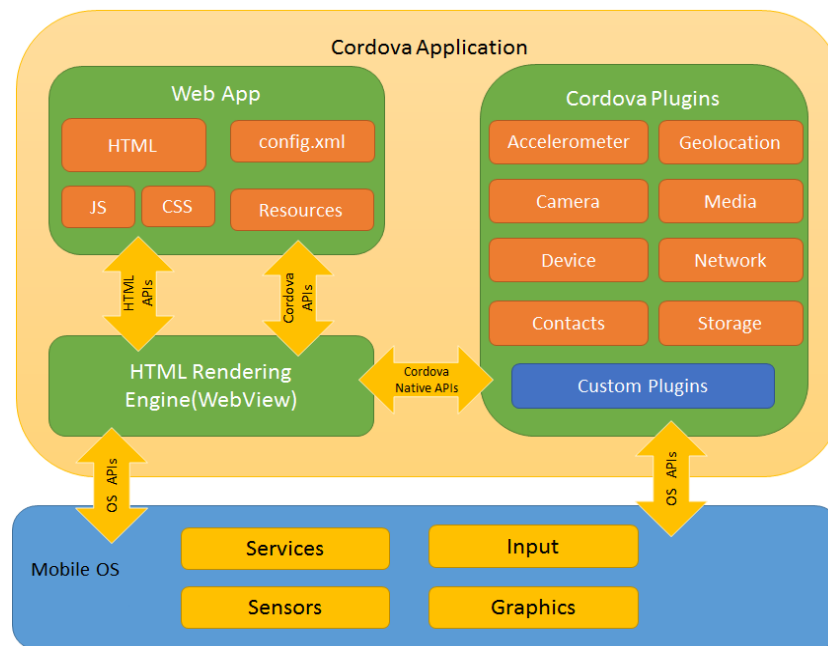 Cordova Application
Web App
HTML
config.xml
JS
CSS
Resources
Cordova Plugins
Accelerometer
Geolocation
Camera
Media
Device
Network
Contacts
Storage
Custom Plugins
HTML
APIs
Cordova
APIs
HTML Rendering
Engine(WebView)
Cordova
Native APIs
OS APIs
OS APIs
Mobile OS
Services
Input
Sensors
Graphics